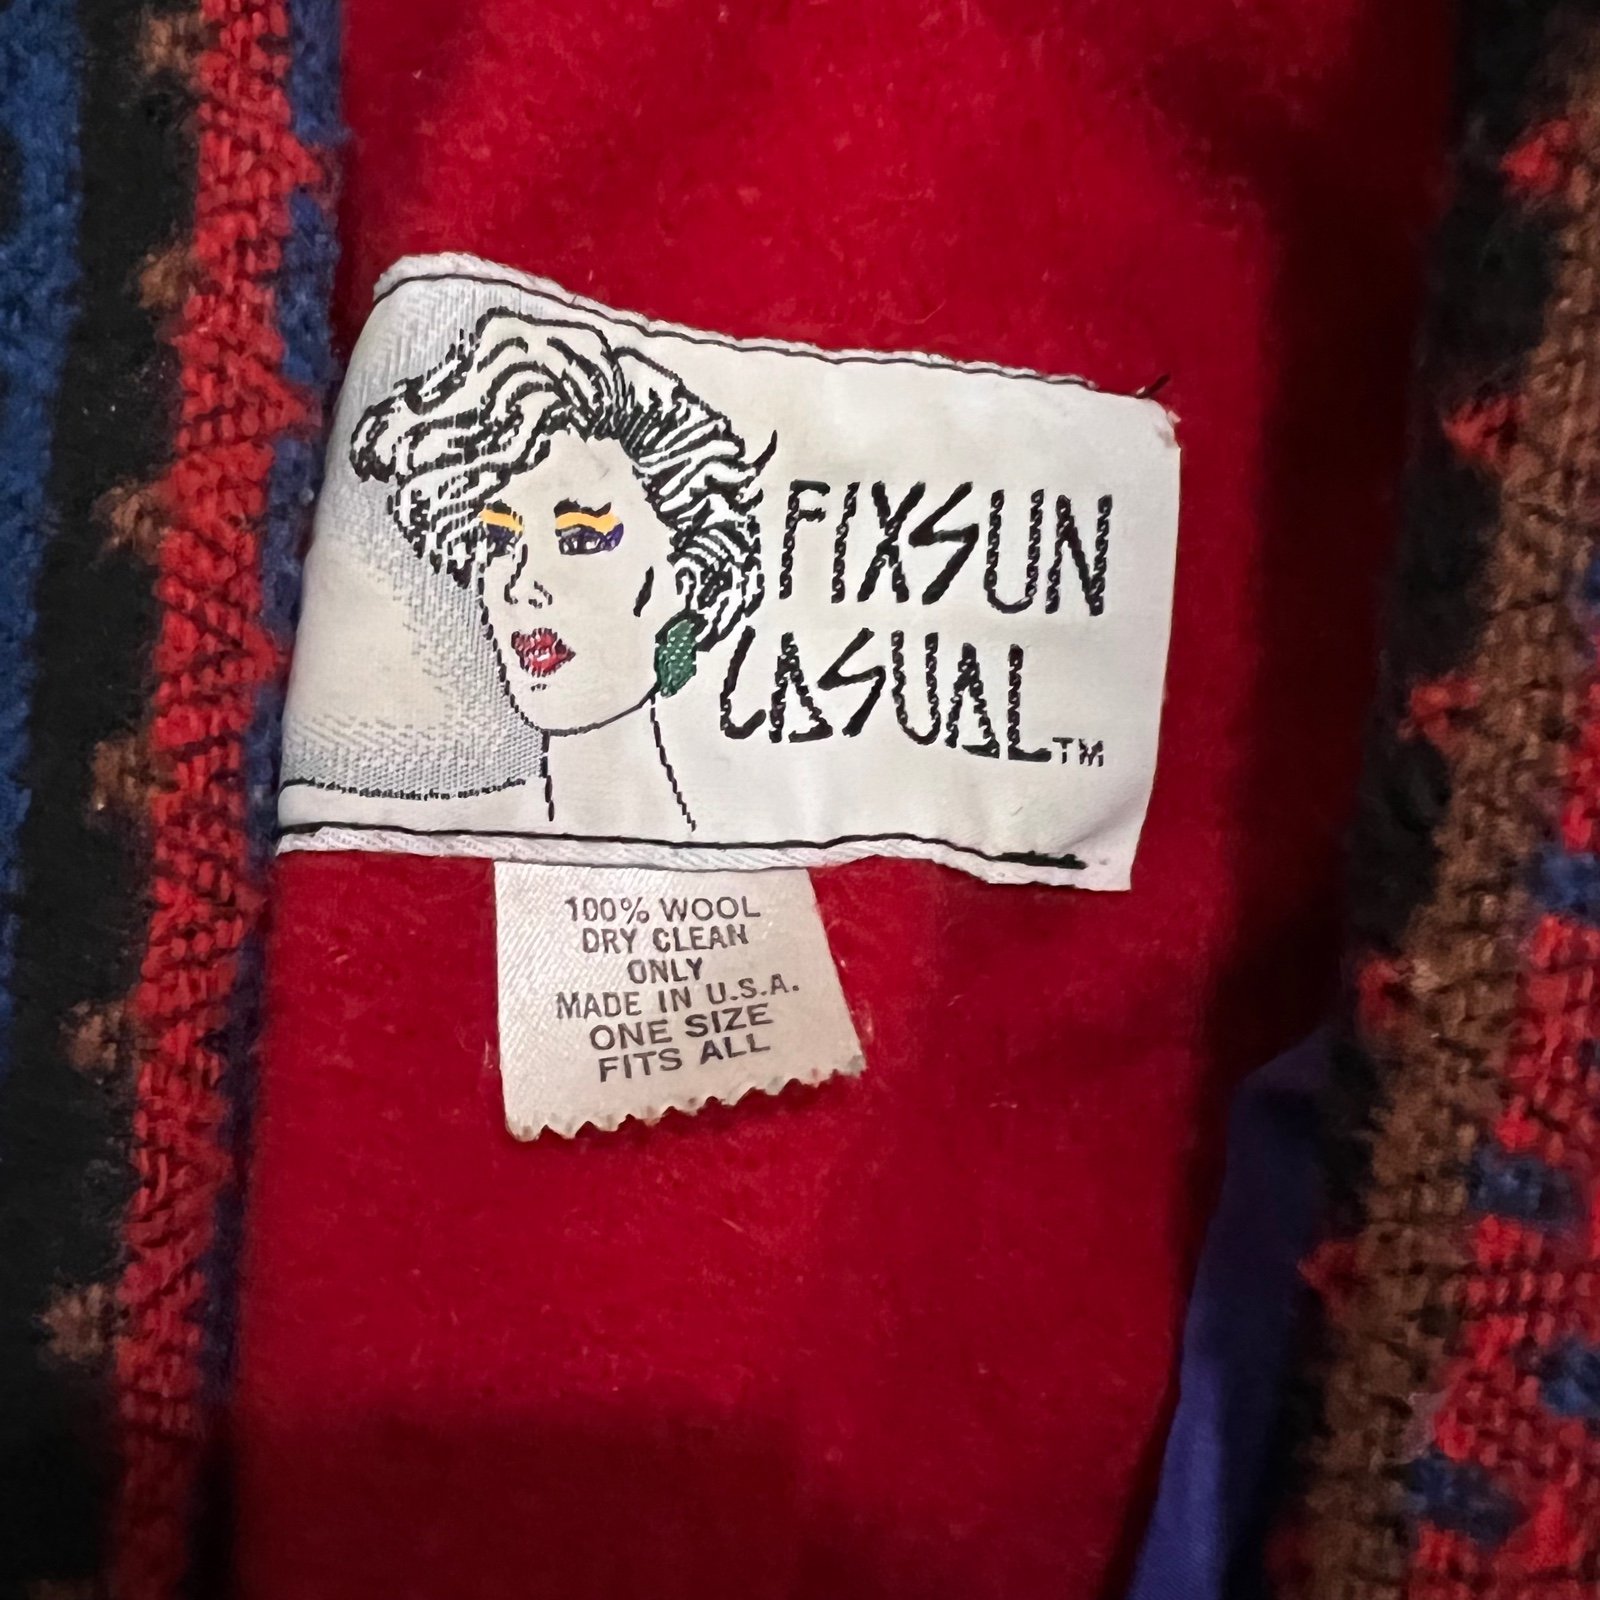 FIXSUN
CASUAL™
100% WOOL
DRY CLEAN
ONLY
MADE IN U.S.A.
ONE SIZE
FITS ALL